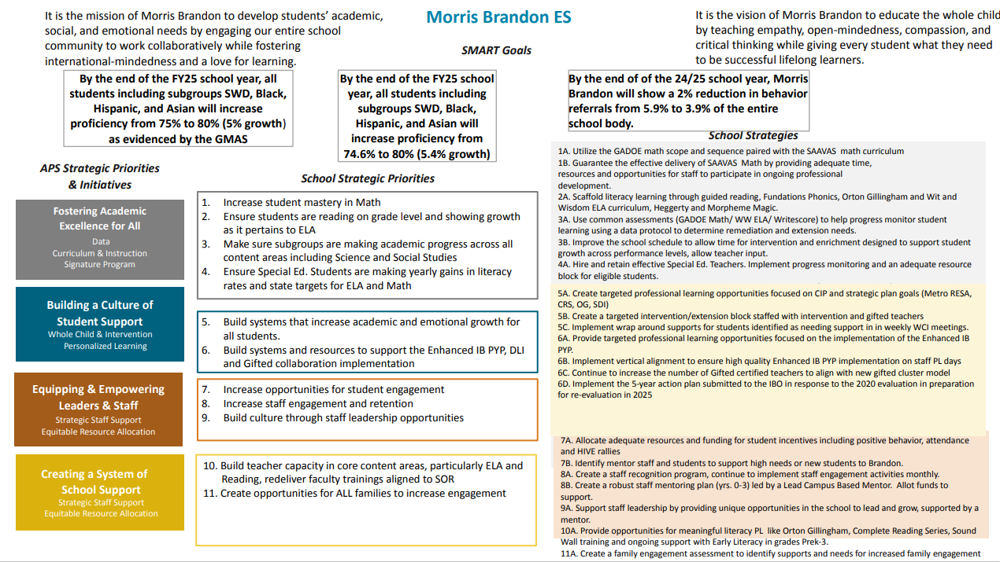 It is the mission of Morris Brandon to develop students’ academic,
social, and emotional needs by engaging our entire school
community to work collaboratively while fostering
international-mindedness and a love for learning.
Morris Brandon ES
It is the vision of Morris Brandon to educate the whole child
by teaching empathy, open-mindedness, compassion, and
critical thinking while giving every student what they need
to be successful lifelong learners.
SMART Goals
By the end of the FY25 school year, all
students including subgroups SWD, Black,
Hispanic, and Asian will increase
proficiency from 75% to 80% (5% growth)
as evidenced by the GMAS
By the end of the FY25 school
year, all students including
subgroups SWD, Black,
Hispanic, and Asian will
increase proficiency from
74.6% to 80% (5.4% growth)
By the end of of the 24/25 school year, Morris
Brandon will show a 2% reduction in behavior
referrals from 5.9% to 3.9% of the entire
school body.
APS Strategic Priorities
& Initiatives
Fostering Academic
Excellence for All
Data
Curriculum & Instruction
Signature Program
Building a Culture of
Student Support
Whole Child & Intervention
Personalized Learning
Equipping & Empowering
Leaders & Staff
Strategic Staff Support
Equitable Resource Allocation
Creating a System of
School Support
Strategic Staff Support
Equitable Resource Allocation
School Strategic Priorities
1. Increase student mastery in Math
2. Ensure students are reading on grade level and showing growth
as it pertains to ELA
3. Make sure subgroups are making academic progress across all
content areas including Science and Social Studies
4. Ensure Special Ed. Students are making yearly gains in literacy
rates and state targets for ELA and Math
5. Build systems that increase academic and emotional growth for
all students.
6. Build systems and resources to support the Enhanced IB PYP, DLI
and Gifted collaboration implementation
7. Increase opportunities for student engagement
8. Increase staff engagement and retention
9. Build culture through staff leadership opportunities
10. Build teacher capacity in core content areas, particularly ELA and
Reading, redeliver faculty trainings aligned to SOR
11. Create opportunities for ALL families to increase engagement
School Strategies
1A. Utilize the GADOE math scope and sequence paired with the SAAVAS math curriculum
1B. Guarantee the effective delivery of SAAVAS Math by providing adequate time,
resources and opportunities for staff to participate in ongoing professional
development.
2A. Scaffold literacy learning through guided reading, Fundations Phonics, Orton Gillingham and Wit and
Wisdom ELA curriculum, Heggerty and Morpheme Magic.
3A. Use common assessments (GADOE Math/ WW ELA/ Writescore) to help progress monitor student
learning using a data protocol to determine remediation and extension needs.
3B. Improve the school schedule to allow time for intervention and enrichment designed to support student
growth across performance levels, allow teacher input.
4A. Hire and retain effective Special Ed. Teachers. Implement progress monitoring and an adequate resource
block for eligible students.
5A. Create targeted professional learning opportunities focused on CIP and strategic plan goals (Metro RESA,
CRS, OG, SDI)
5B. Create a targeted intervention/extension block staffed with intervention and gifted teachers
5C. Implement wrap around supports for students identified as needing support in in weekly WCI meetings.
6A. Provide targeted professional learning opportunities focused on the implementation of the Enhanced IB
PYP.
6B. Implement vertical alignment to ensure high quality Enhanced IB PYP implementation on staff PL days
6C. Continue to increase the number of Gifted certified teachers to align with new gifted cluster model
6D. Implement the 5-year action plan submitted to the IBO in response to the 2020 evaluation in preparation
for re-evaluation in 2025
7A. Allocate adequate resources and funding for student incentives including positive behavior, attendance
and HIVE rallies
7B. Identify mentor staff and students to support high needs or new students to Brandon.
8A. Create a staff recognition program, continue to implement staff engagement activities monthly.
8B. Create a robust staff mentoring plan (yrs. 0-3) led by a Lead Campus Based Mentor. Allot funds to
support.
9A. Support staff leadership by providing unique opportunities in the school to lead and grow, supported by a
mentor.
10A. Provide opportunities for meaningful literacy PL like Orton Gillingham, Complete Reading Series, Sound
Wall training and ongoing support with Early Literacy in grades Prek-3.
11A. Create a family engagement assessment to identify supports and needs for increased family engagement